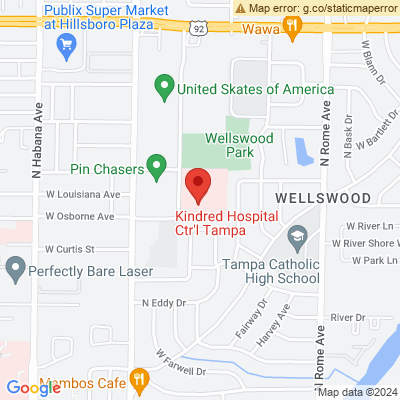 Map error: g.co/staticmaperror
Publix Super Market
at Hillsboro Plaza
Wawa
92
W Blann Dr
United Skates of America
N Habana Ave
N Rome Ave
N Bask Dr
W Bartlett Dr
Wellswood
Park
Pin Chasers
W Louisiana Ave
WELLSWOOD
W Osborne Ave
Kindred Hospital
Ctr'l Tampa
W River Ln
W River Shore W
W Curtis St
Tampa Catholic
High School
W Park Ln
Perfectly Bare Laser
N Eddy Dr
Fairway Dr
Harvey Ave
River Dr
N Rome Ave
W Farwell Dr
Mambos Cafe
Google
Map data ©2024